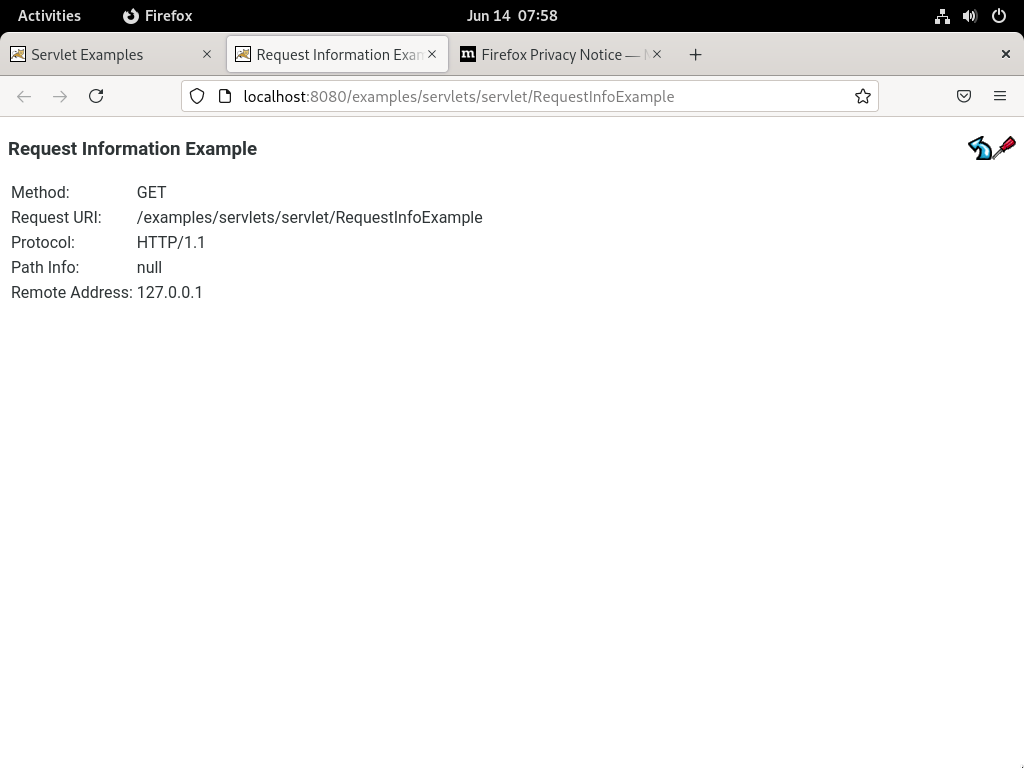 Activities Firefox Jun 14 07:58
Servlet Examples Request Information Exam Firefox Privacy Notice —
localhost:8080/examples/servlets/servlet/RequestInfoExample
Request Information Example
Method: GET
Request URI: /examples/servlets/servlet/RequestInfoExample
Protocol: HTTP/1.1
Path Info: null
Remote Address: 127.0.0.1